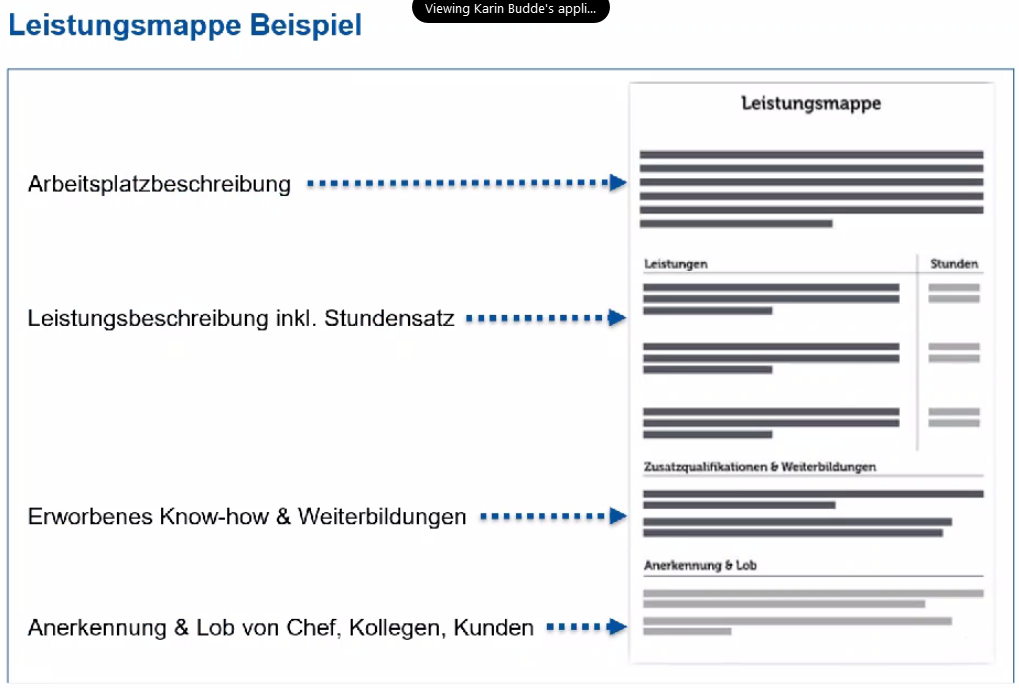 Viewing Karin Budde's appli...
Leistungsmappe Beispiel
Leistungsmappe
Arbeitsplatzbeschreibung
Leistungen Stunden
Leistungsbeschreibung inkl. Stundensatz
Zusatzqualifikationen & Weiterbildungen
Erworbenes Know-how & Weiterbildungen
Anerkennung & Lob
Anerkennung & Lob von Chef, Kollegen, Kunden